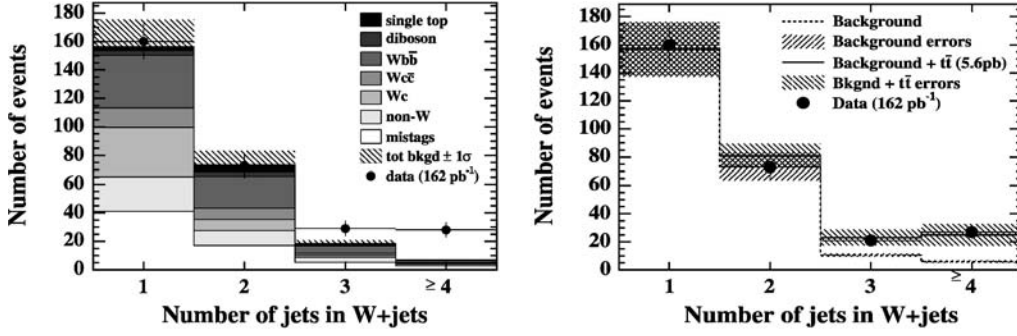 Number of events
180
160
140
120
100
80
60
40
20
0
1
2
3
≥ 4
Number of jets in W+jets
single top
diboson
Wbb̄
Wcc̄
Wc
non-W
mistags
tot bkgd ± 1σ
data (162 pb⁻¹)
Number of events
180
160
140
120
100
80
60
40
20
0
1
2
3
4
≥
Number of jets in W+jets
Background
Background errors
Background + tt̄ (5.6pb)
Bkgnd + tt̄ errors
Data (162 pb⁻¹)